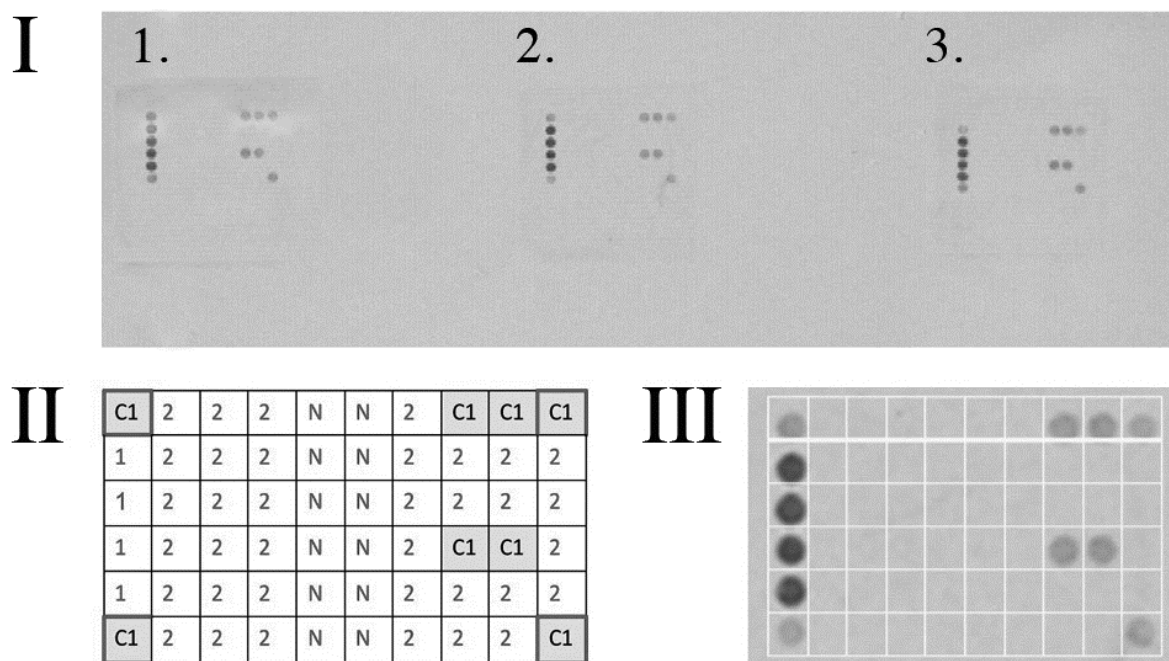 I
1. 2. 3.
II
C1 2 2 2 N N 2 C1 C1 C1
1 2 2 2 N N 2 2 2 2
1 2 2 2 N N 2 2 2 2
1 2 2 2 N N 2 C1 C1 2
1 2 2 2 N N 2 2 2 2
C1 2 2 2 N N 2 2 2 C1
III